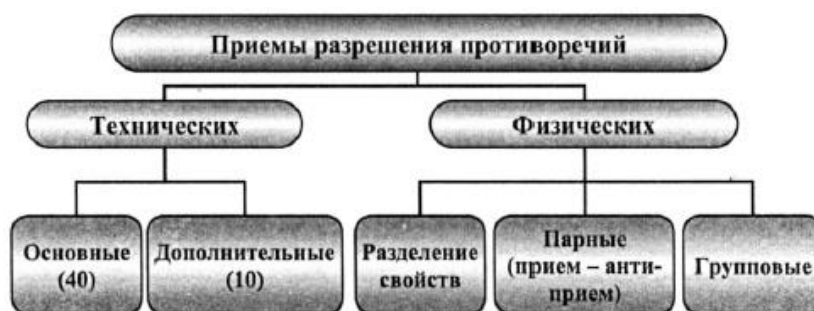 Приемы разрешения противоречий
Технических
Физических
Основные
(40)
Дополнительные
(10)
Разделение
свойств
Парные
(прием – анти-
прием)
Групповые